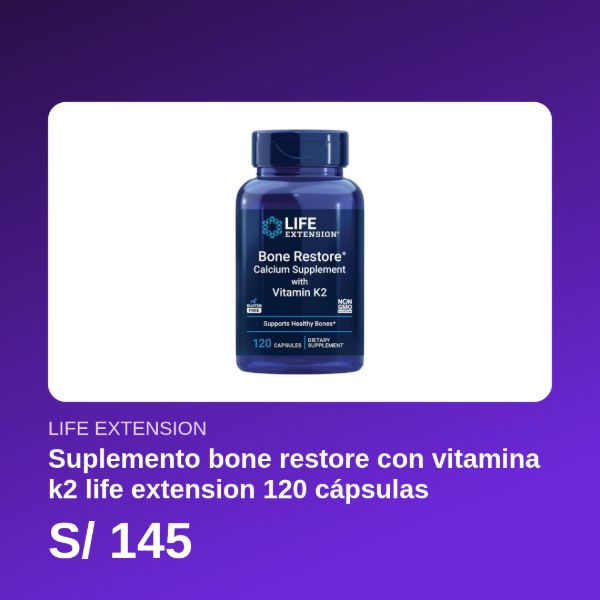 LIFE
EXTENSION
Bone Restore*
Calcium Supplement
with
Vitamin K2
GLUTEN
FREE
NON
GMO
Supports Healthy Bones*
120 CAPSULES
DIETARY
SUPPLEMENT
LIFE EXTENSION
Suplemento bone restore con vitamina
k2 life extension 120 cápsulas
S/ 145